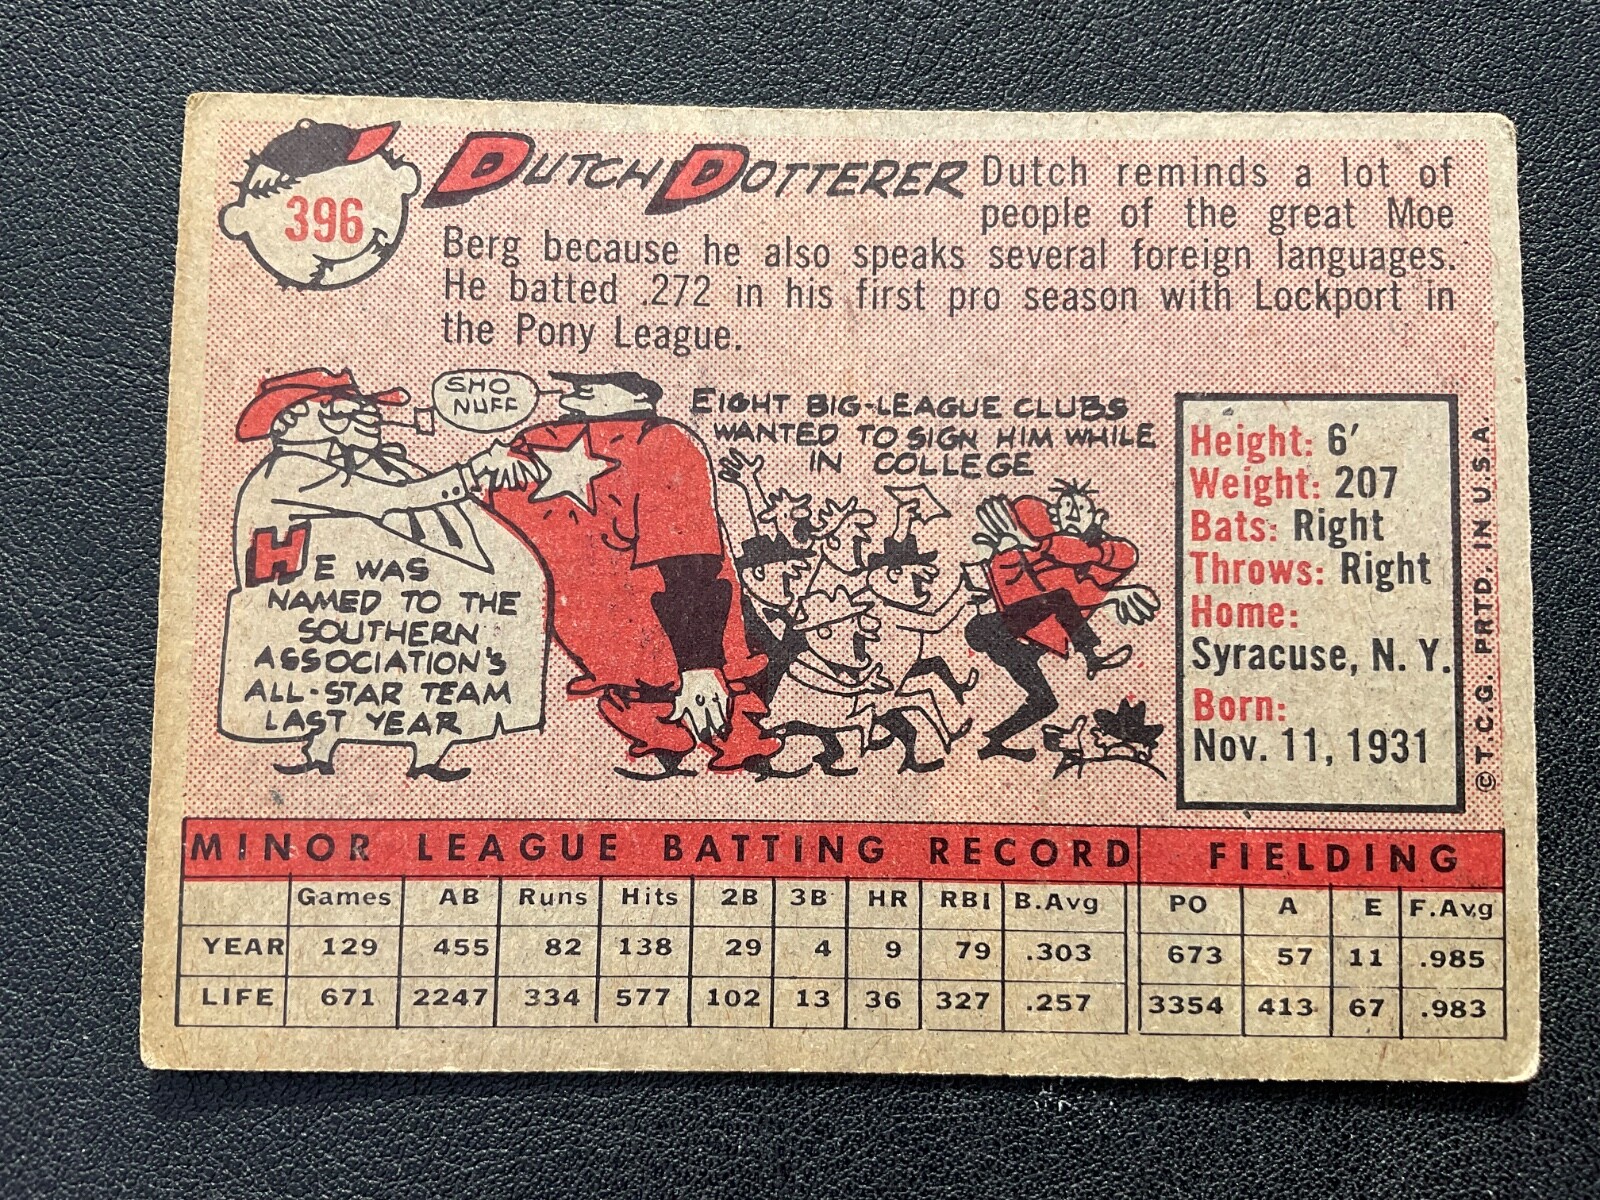 396
DUTCH DOTTERER
Dutch reminds a lot of
people of the great Moe
Berg because he also speaks several foreign languages.
He batted .272 in his first pro season with Lockport in
the Pony League.
SHO
NUFF
HE WAS
NAMED TO THE
SOUTHERN
ASSOCIATION'S
ALL-STAR TEAM
LAST YEAR
EIGHT BIG-LEAGUE CLUBS
WANTED TO SIGN HIM WHILE
IN COLLEGE
Height: 6'
Weight: 207
Bats: Right
Throws: Right
Home:
Syracuse, N. Y.
Born:
Nov. 11, 1931
© T.C.G. PRTD. IN U.S.A.
MINOR LEAGUE BATTING RECORD FIELDING
Games AB Runs Hits 2B 3B HR RBI B.Avg PO A E F.Avg
YEAR 129 455 82 138 29 4 9 79 .303 673 57 11 .985
LIFE 671 2247 334 577 102 13 36 327 .257 3354 413 67 .983